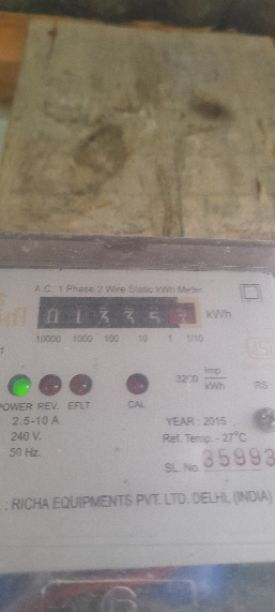 A.C. 1 Phase 2 Wire Static kWh Meter
kWh
10000 1000 100 10 1 1/10
3200 Imp
kWh
RS
POWER REV. EFLT CAL
2.5-10 A
YEARI : 2015
240 V.
Ref. Temp. -27°C
50 Hz.
SL. No. 35993
: RICHA EQUIPMENTS PVT. LTD. DELHI, (INDIA)